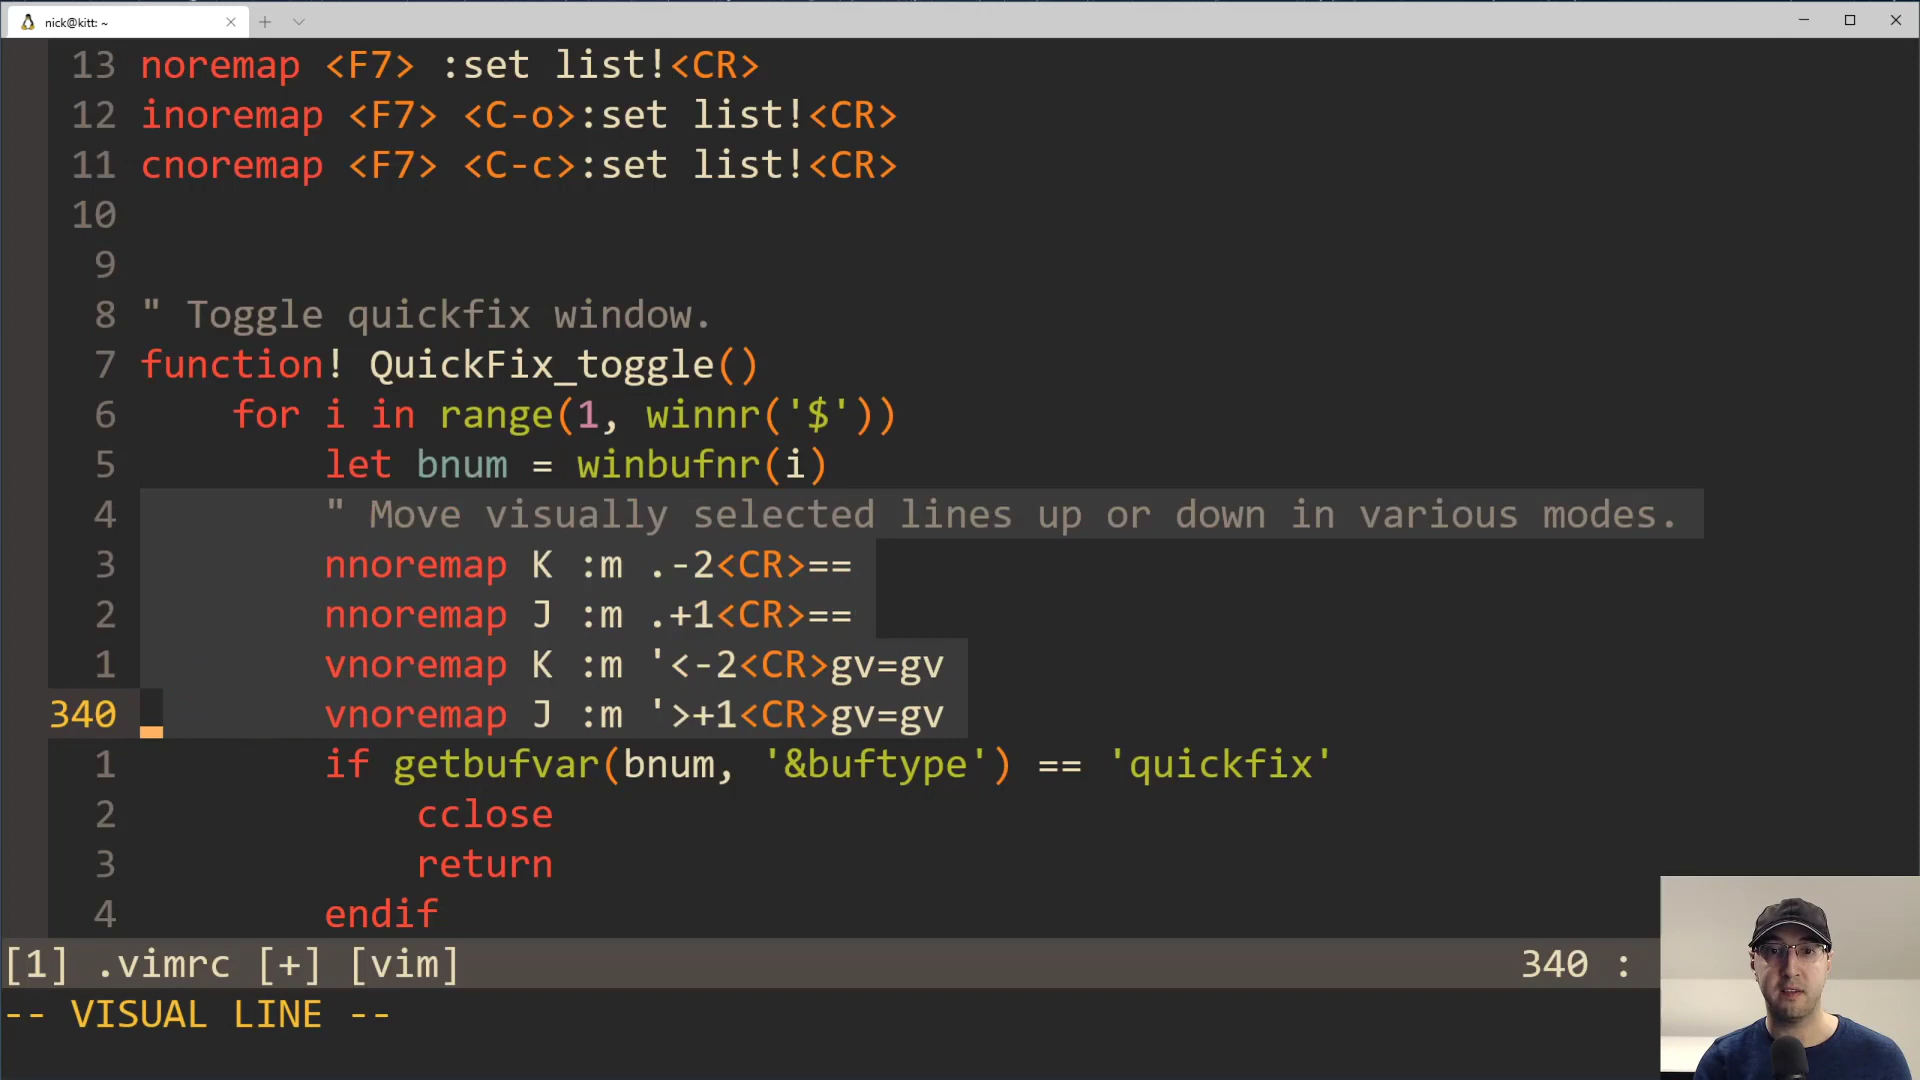 nick@kitt: ~
13 noremap <F7> :set list!<CR>
12 inoremap <F7> <C-o>:set list!<CR>
11 cnoremap <F7> <C-c>:set list!<CR>
10
9
8 " Toggle quickfix window.
7 function! QuickFix_toggle()
6     for i in range(1, winnr('$'))
5         let bnum = winbufnr(i)
4         " Move visually selected lines up or down in various modes.
3         nnoremap K :m .-2<CR>==
2         nnoremap J :m .+1<CR>==
1         vnoremap K :m '<-2<CR>gv=gv
340         vnoremap J :m '>+1<CR>gv=gv
1         if getbufvar(bnum, '&buftype') == 'quickfix'
2             cclose
3             return
4         endif
[1] .vimrc [+] [vim] 340 :
-- VISUAL LINE --